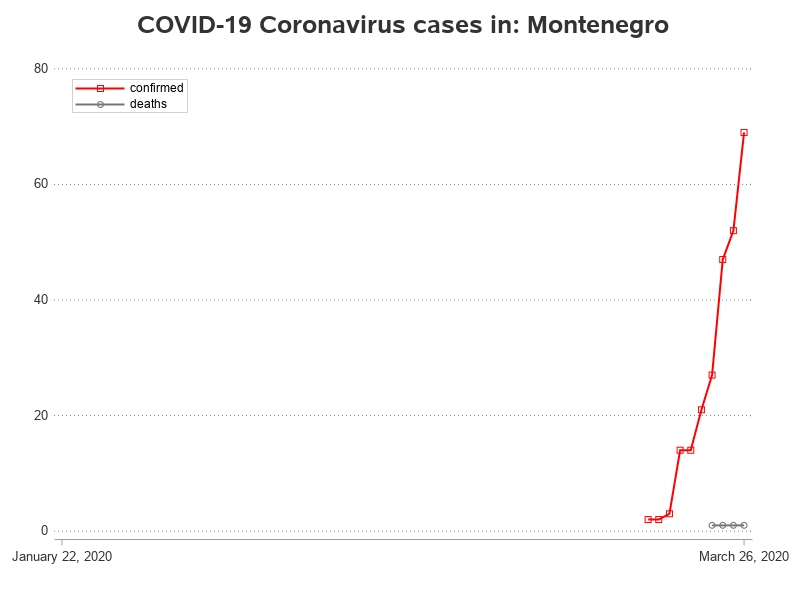 COVID-19 Coronavirus cases in: Montenegro
80
confirmed
deaths
60
40
20
0
January 22, 2020
March 26, 2020